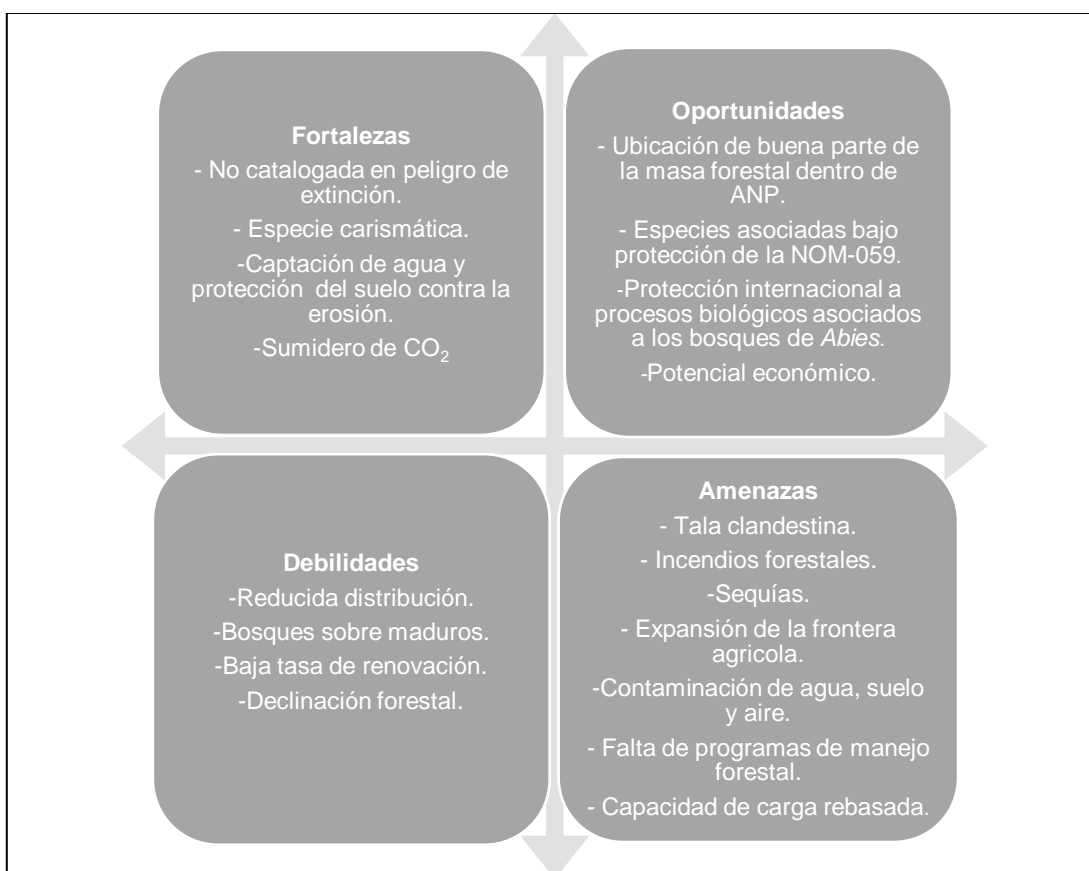 Fortalezas
- No catalogada en peligro de
extinción.
- Especie carismática.
-Captación de agua y
protección del suelo contra la
erosión.
-Sumidero de CO2
Oportunidades
- Ubicación de buena parte de
la masa forestal dentro de
ANP.
- Especies asociadas bajo
protección de la NOM-059.
-Protección internacional a
procesos biológicos asociados
a los bosques de Abies.
-Potencial económico.
Debilidades
-Reducida distribución.
-Bosques sobre maduros.
-Baja tasa de renovación.
-Declinación forestal.
Amenazas
- Tala clandestina.
- Incendios forestales.
-Sequías.
- Expansión de la frontera
agricola.
-Contaminación de agua, suelo
y aire.
- Falta de programas de manejo
forestal.
- Capacidad de carga rebasada.